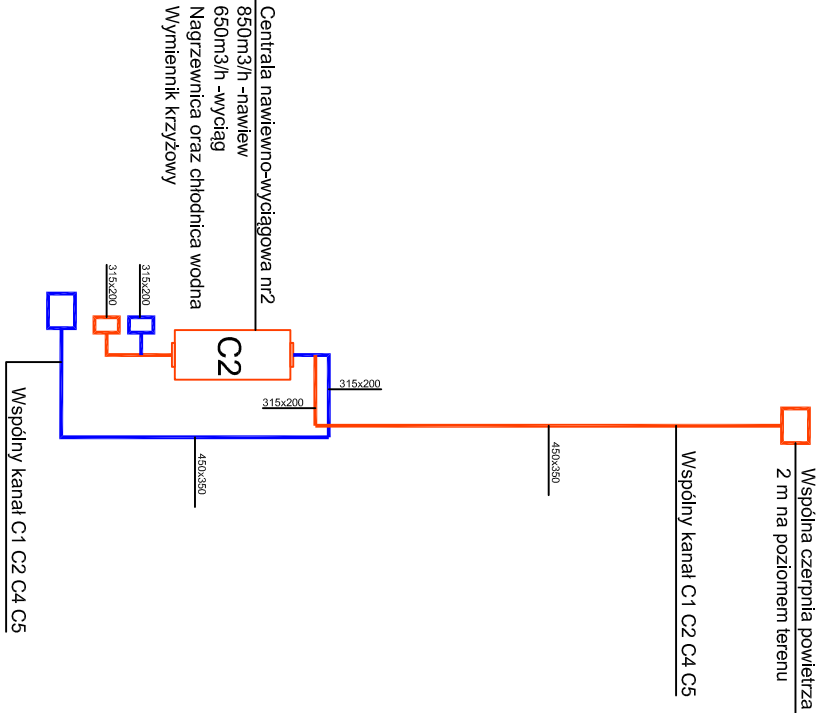 Centrala nawiewno-wyciągowa nr2
850m3/h -nawiew
650m3/h -wyciąg
Nagrzewnica oraz chłodnica wodna
Wymiennik krzyżowy
315x200
315x200
C2
315x200
315x200
450x350
450x350
Wspólny kanał C1 C2 C4 C5
Wspólny kanał C1 C2 C4 C5
Wspólna czerpnia powietrza
2 m na poziomem terenu